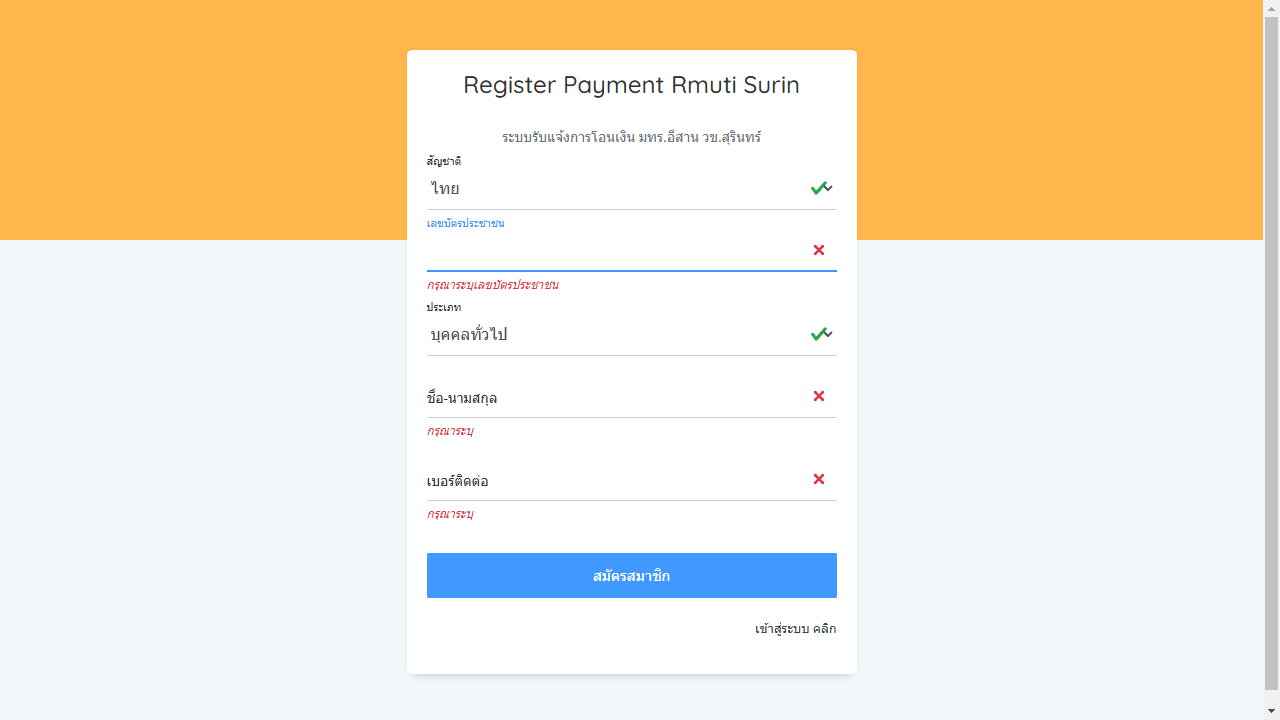 Register Payment Rmuti Surin
ระบบรับแจ้งการโอนเงิน มทร.อีสาน วข.สุรินทร์
สัญชาติ
ไทย
เลขบัตรประชาชน
กรุณาระบุเลขบัตรประชาชน
ประเภท
บุคคลทั่วไป
ชื่อ-นามสกุล
กรุณาระบุ
เบอร์ติดต่อ
กรุณาระบุ
สมัครสมาชิก
เข้าสู่ระบบ คลิก